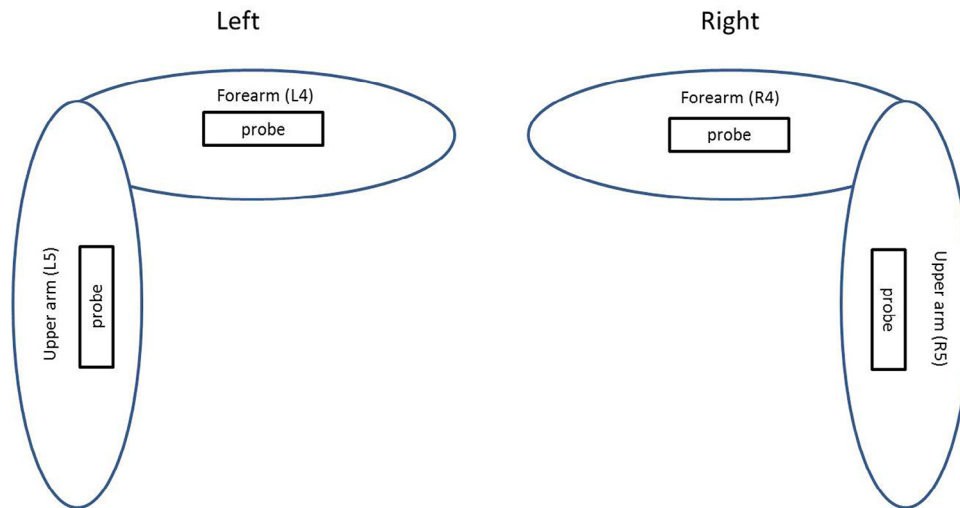 Left
Right
Forearm (L4)
probe
Forearm (R4)
probe
Upper arm (L5)
probe
probe
Upper arm (R5)